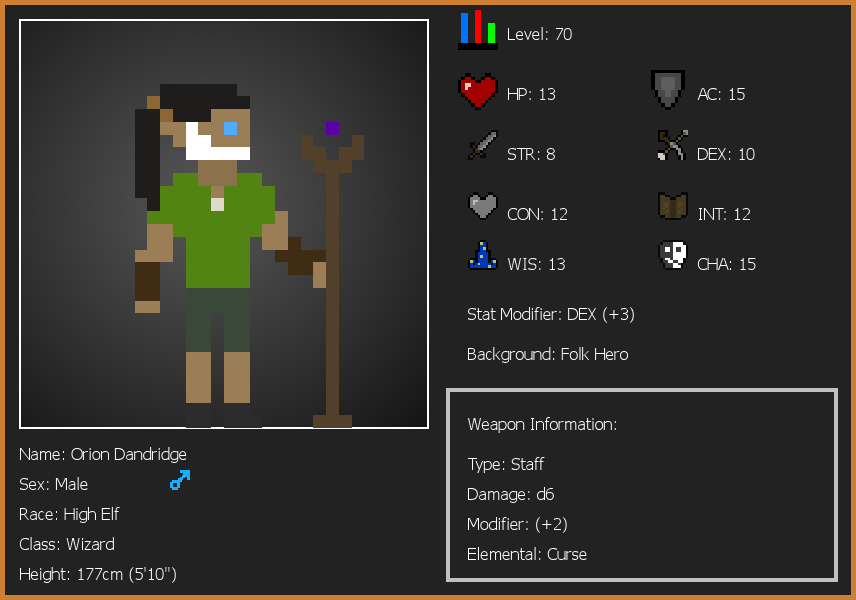 Level: 70
HP: 13
AC: 15
STR: 8
DEX: 10
CON: 12
INT: 12
WIS: 13
CHA: 15
Stat Modifier: DEX (+3)
Background: Folk Hero
Weapon Information:
Type: Staff
Damage: d6
Modifier: (+2)
Elemental: Curse
Name: Orion Dandridge
Sex: Male
Race: High Elf
Class: Wizard
Height: 177cm (5'10")